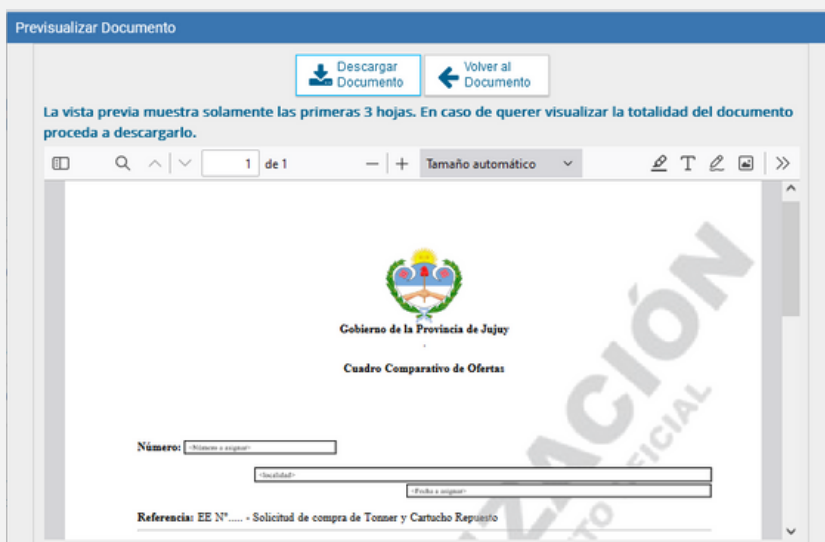 Previsualizar Documento
Descargar
Documento
Volver al
Documento
La vista previa muestra solamente las primeras 3 hojas. En caso de querer visualizar la totalidad del documento
proceda a descargarlo.
1 de 1
Tamaño automático
Gobierno de la Provincia de Jujuy
Cuadro Comparativo de Ofertas
Número: <Número a asignar>
<localidad>
<Fecha a asignar>
Referencia: EE Nº..... - Solicitud de compra de Tonner y Cartucho Repuesto